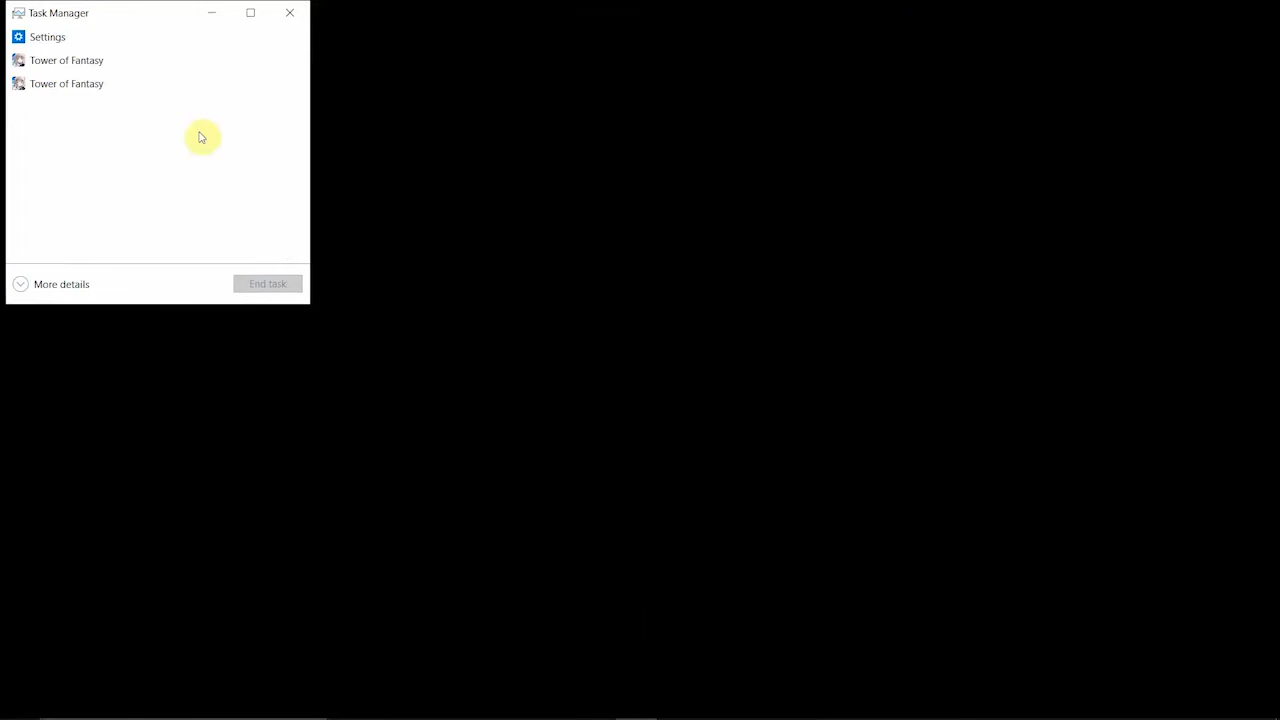 Task Manager
Settings
Tower of Fantasy
Tower of Fantasy
More details
End task